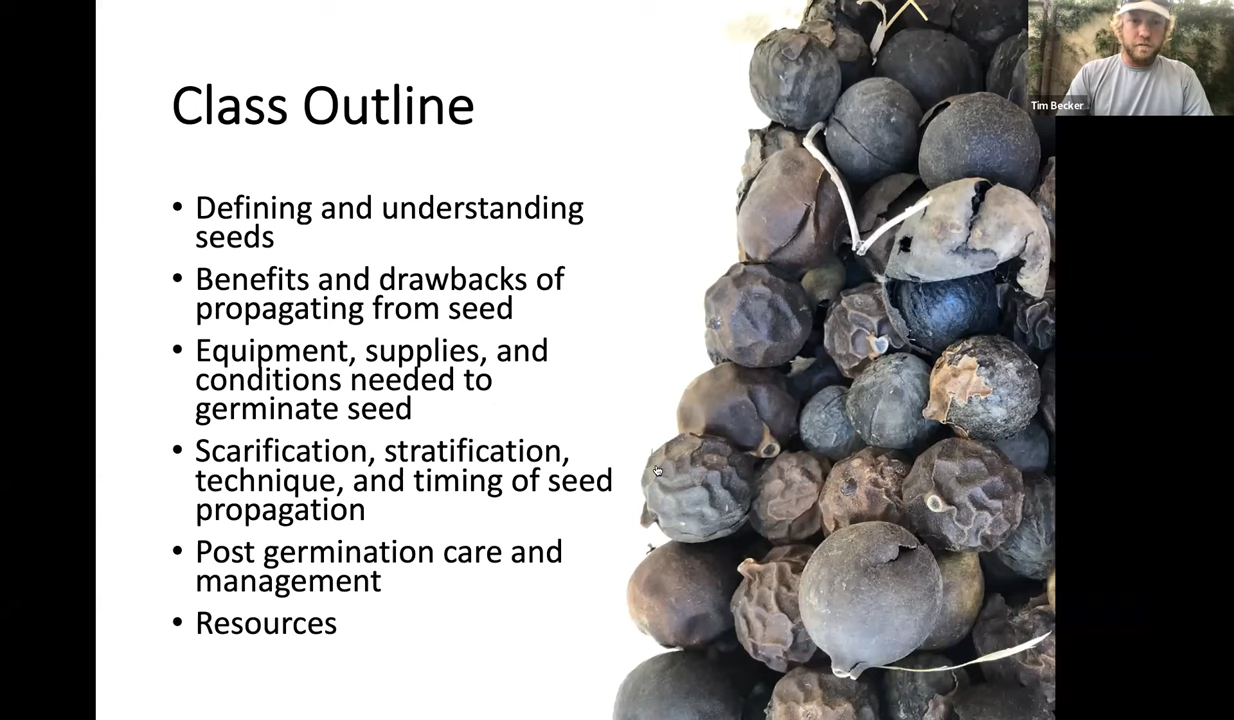 Class Outline
• Defining and understanding
seeds
• Benefits and drawbacks of
propagating from seed
• Equipment, supplies, and
conditions needed to
germinate seed
• Scarification, stratification,
technique, and timing of seed
propagation
• Post germination care and
management
• Resources
Tim Becker